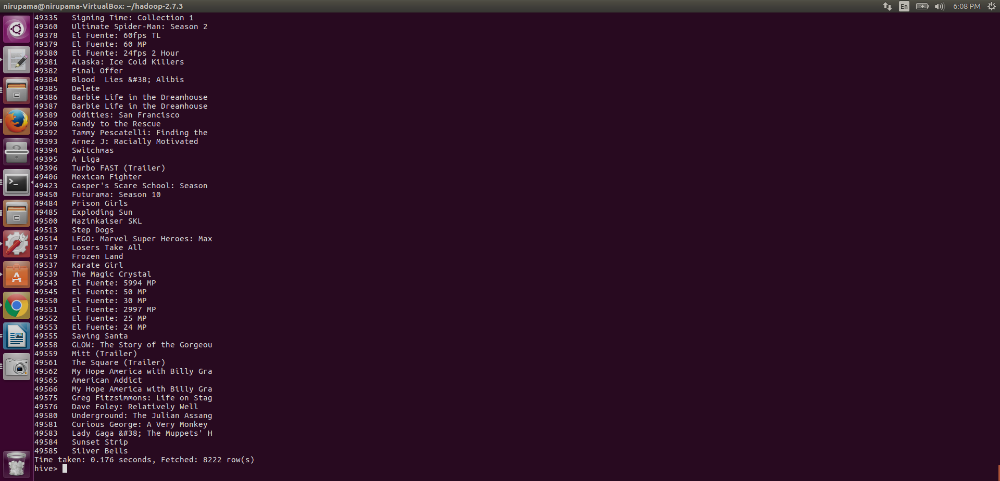 nirupama@nirupama-VirtualBox: ~/hadoop-2.7.3
En
6:08 PM
49335 Signing Time: Collection 1
49360 Ultimate Spider-Man: Season 2
49378 El Fuente: 60fps TL
49379 El Fuente: 60 MP
49380 El Fuente: 24fps 2 Hour
49381 Alaska: Ice Cold Killers
49382 Final Offer
49384 Blood  Lies &#38; Alibis
49385 Delete
49386 Barbie Life in the Dreamhouse
49387 Barbie Life in the Dreamhouse
49389 Oddities: San Francisco
49390 Randy to the Rescue
49392 Tammy Pescatelli: Finding the
49393 Arnez J: Racially Motivated
49394 Switchmas
49395 A Liga
49396 Turbo FAST (Trailer)
49406 Mexican Fighter
49423 Casper's Scare School: Season
49450 Futurama: Season 10
49484 Prison Girls
49485 Exploding Sun
49500 Mazinkaiser SKL
49513 Step Dogs
49514 LEGO: Marvel Super Heroes: Max
49517 Losers Take All
49519 Frozen Land
49537 Karate Girl
49539 The Magic Crystal
49543 El Fuente: 5994 MP
49545 El Fuente: 50 MP
49550 El Fuente: 30 MP
49551 El Fuente: 2997 MP
49552 El Fuente: 25 MP
49553 El Fuente: 24 MP
49555 Saving Santa
49558 GLOW: The Story of the Gorgeou
49559 Mitt (Trailer)
49561 The Square (Trailer)
49562 My Hope America with Billy Gra
49565 American Addict
49566 My Hope America with Billy Gra
49575 Greg Fitzsimmons: Life on Stag
49576 Dave Foley: Relatively Well
49580 Underground: The Julian Assang
49581 Curious George: A Very Monkey
49583 Lady Gaga &#38; The Muppets' H
49584 Sunset Strip
49585 Silver Bells
Time taken: 0.176 seconds, Fetched: 8222 row(s)
hive>